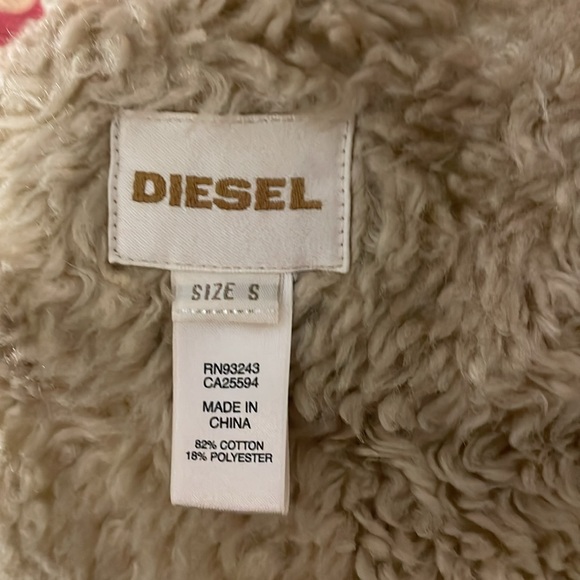 DIESEL
SIZE S
RN93243
CA25594
MADE IN
CHINA
82% COTTON
18% POLYESTER